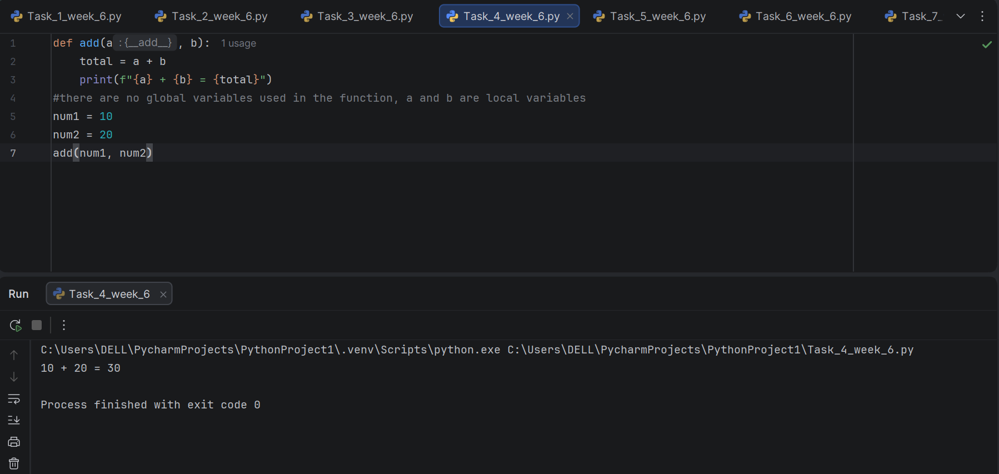 Task_1_week_6.py Task_2_week_6.py Task_3_week_6.py Task_4_week_6.py Task_5_week_6.py Task_6_week_6.py Task_7_
1 def add(a :{__add__} , b): 1 usage
2     total = a + b
3     print(f"{a} + {b} = {total}")
4 #there are no global variables used in the function, a and b are local variables
5 num1 = 10
6 num2 = 20
7 add(num1, num2)
Run Task_4_week_6
C:\Users\DELL\PycharmProjects\PythonProject1\.venv\Scripts\python.exe C:\Users\DELL\PycharmProjects\PythonProject1\Task_4_week_6.py
10 + 20 = 30
Process finished with exit code 0